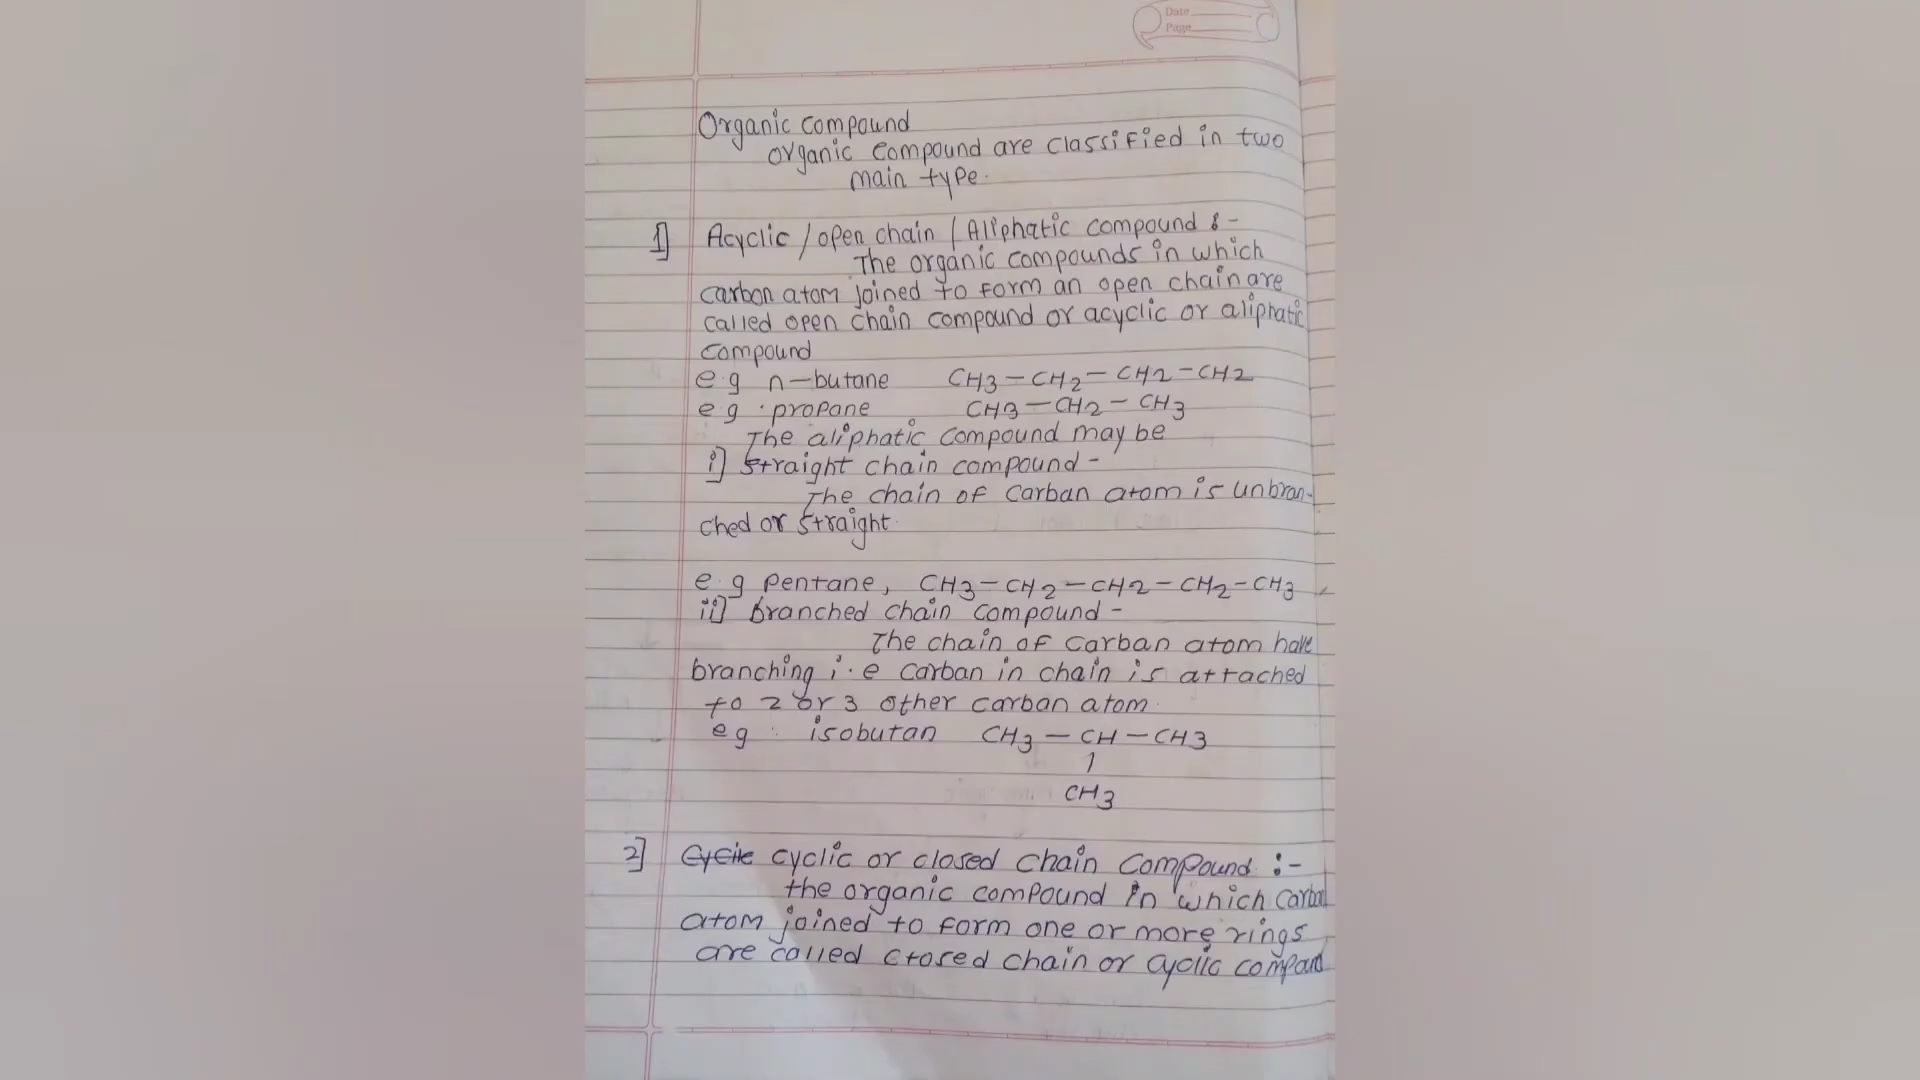 Date
Page
Organic compound
organic compound are classified in two
main type.
1] Acyclic / open chain / Aliphatic compound :-
The organic compounds in which
carbon atom joined to form an open chain are
called open chain compound or acyclic or aliphatic
compound
e.g n-butane CH3-CH2-CH2-CH2
e.g. propane CH3-CH2-CH3
The aliphatic compound may be
i] straight chain compound-
The chain of carban atom is unbran-
ched or straight.
e.g pentane, CH3-CH2-CH2-CH2-CH3
ii] branched chain compound-
The chain of carban atom have
branching i.e carban in chain is attached
to 2 or 3 other carban atom.
eg. isobutan CH3-CH-CH3
|
CH3
2] cyclic or closed chain compound :-
the organic compound in which
atom joined to form one or more rings
are called closed chain or cyclic